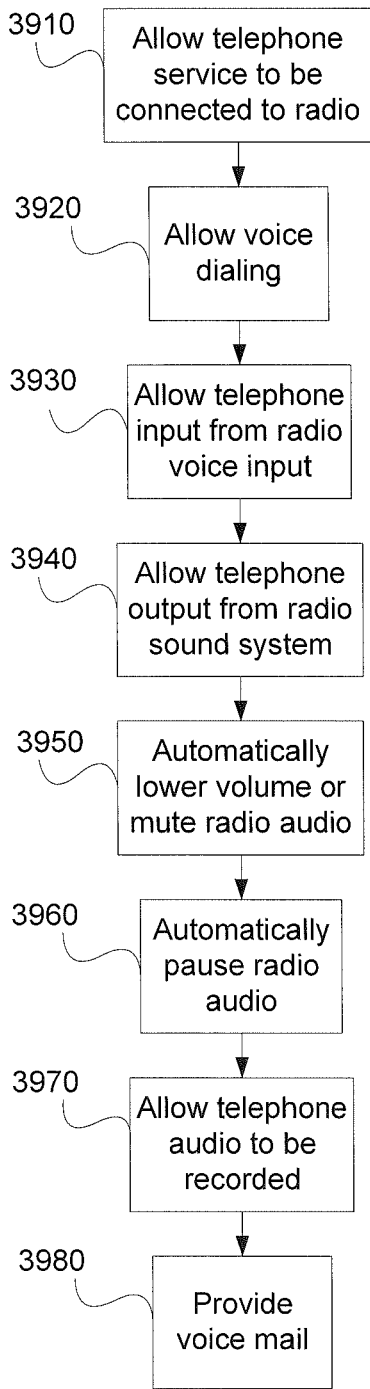 3910
Allow telephone
service to be
connected to radio
3920
Allow voice
dialing
3930
Allow telephone
input from radio
voice input
3940
Allow telephone
output from radio
sound system
3950
Automatically
lower volume or
mute radio audio
3960
Automatically
pause radio
audio
3970
Allow telephone
audio to be
recorded
3980
Provide
voice mail